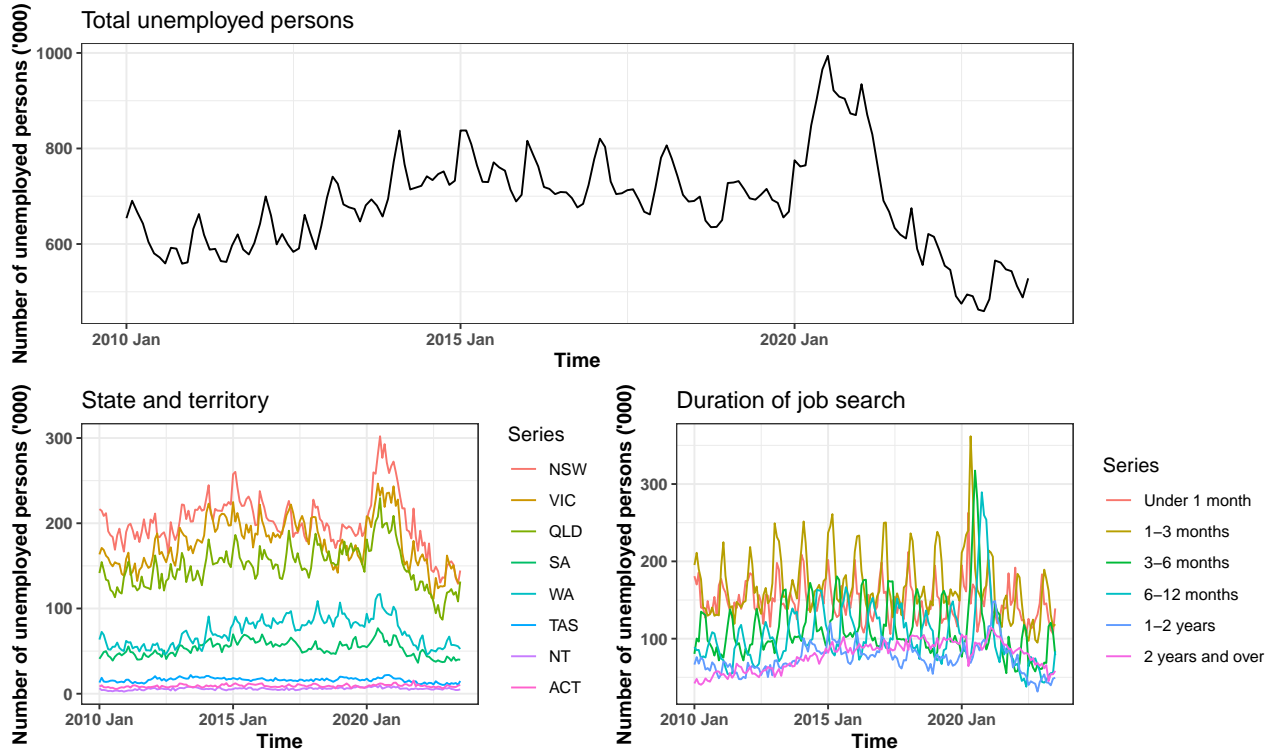 Total unemployed persons
Number of unemployed persons ('000)
1000
800
600
2010 Jan
2015 Jan
2020 Jan
Time
State and territory
Number of unemployed persons ('000)
300
200
100
0
2010 Jan
2015 Jan
2020 Jan
Time
Series
NSW
VIC
QLD
SA
WA
TAS
NT
ACT
Duration of job search
Number of unemployed persons ('000)
300
200
100
2010 Jan
2015 Jan
2020 Jan
Time
Series
Under 1 month
1−3 months
3−6 months
6−12 months
1−2 years
2 years and over